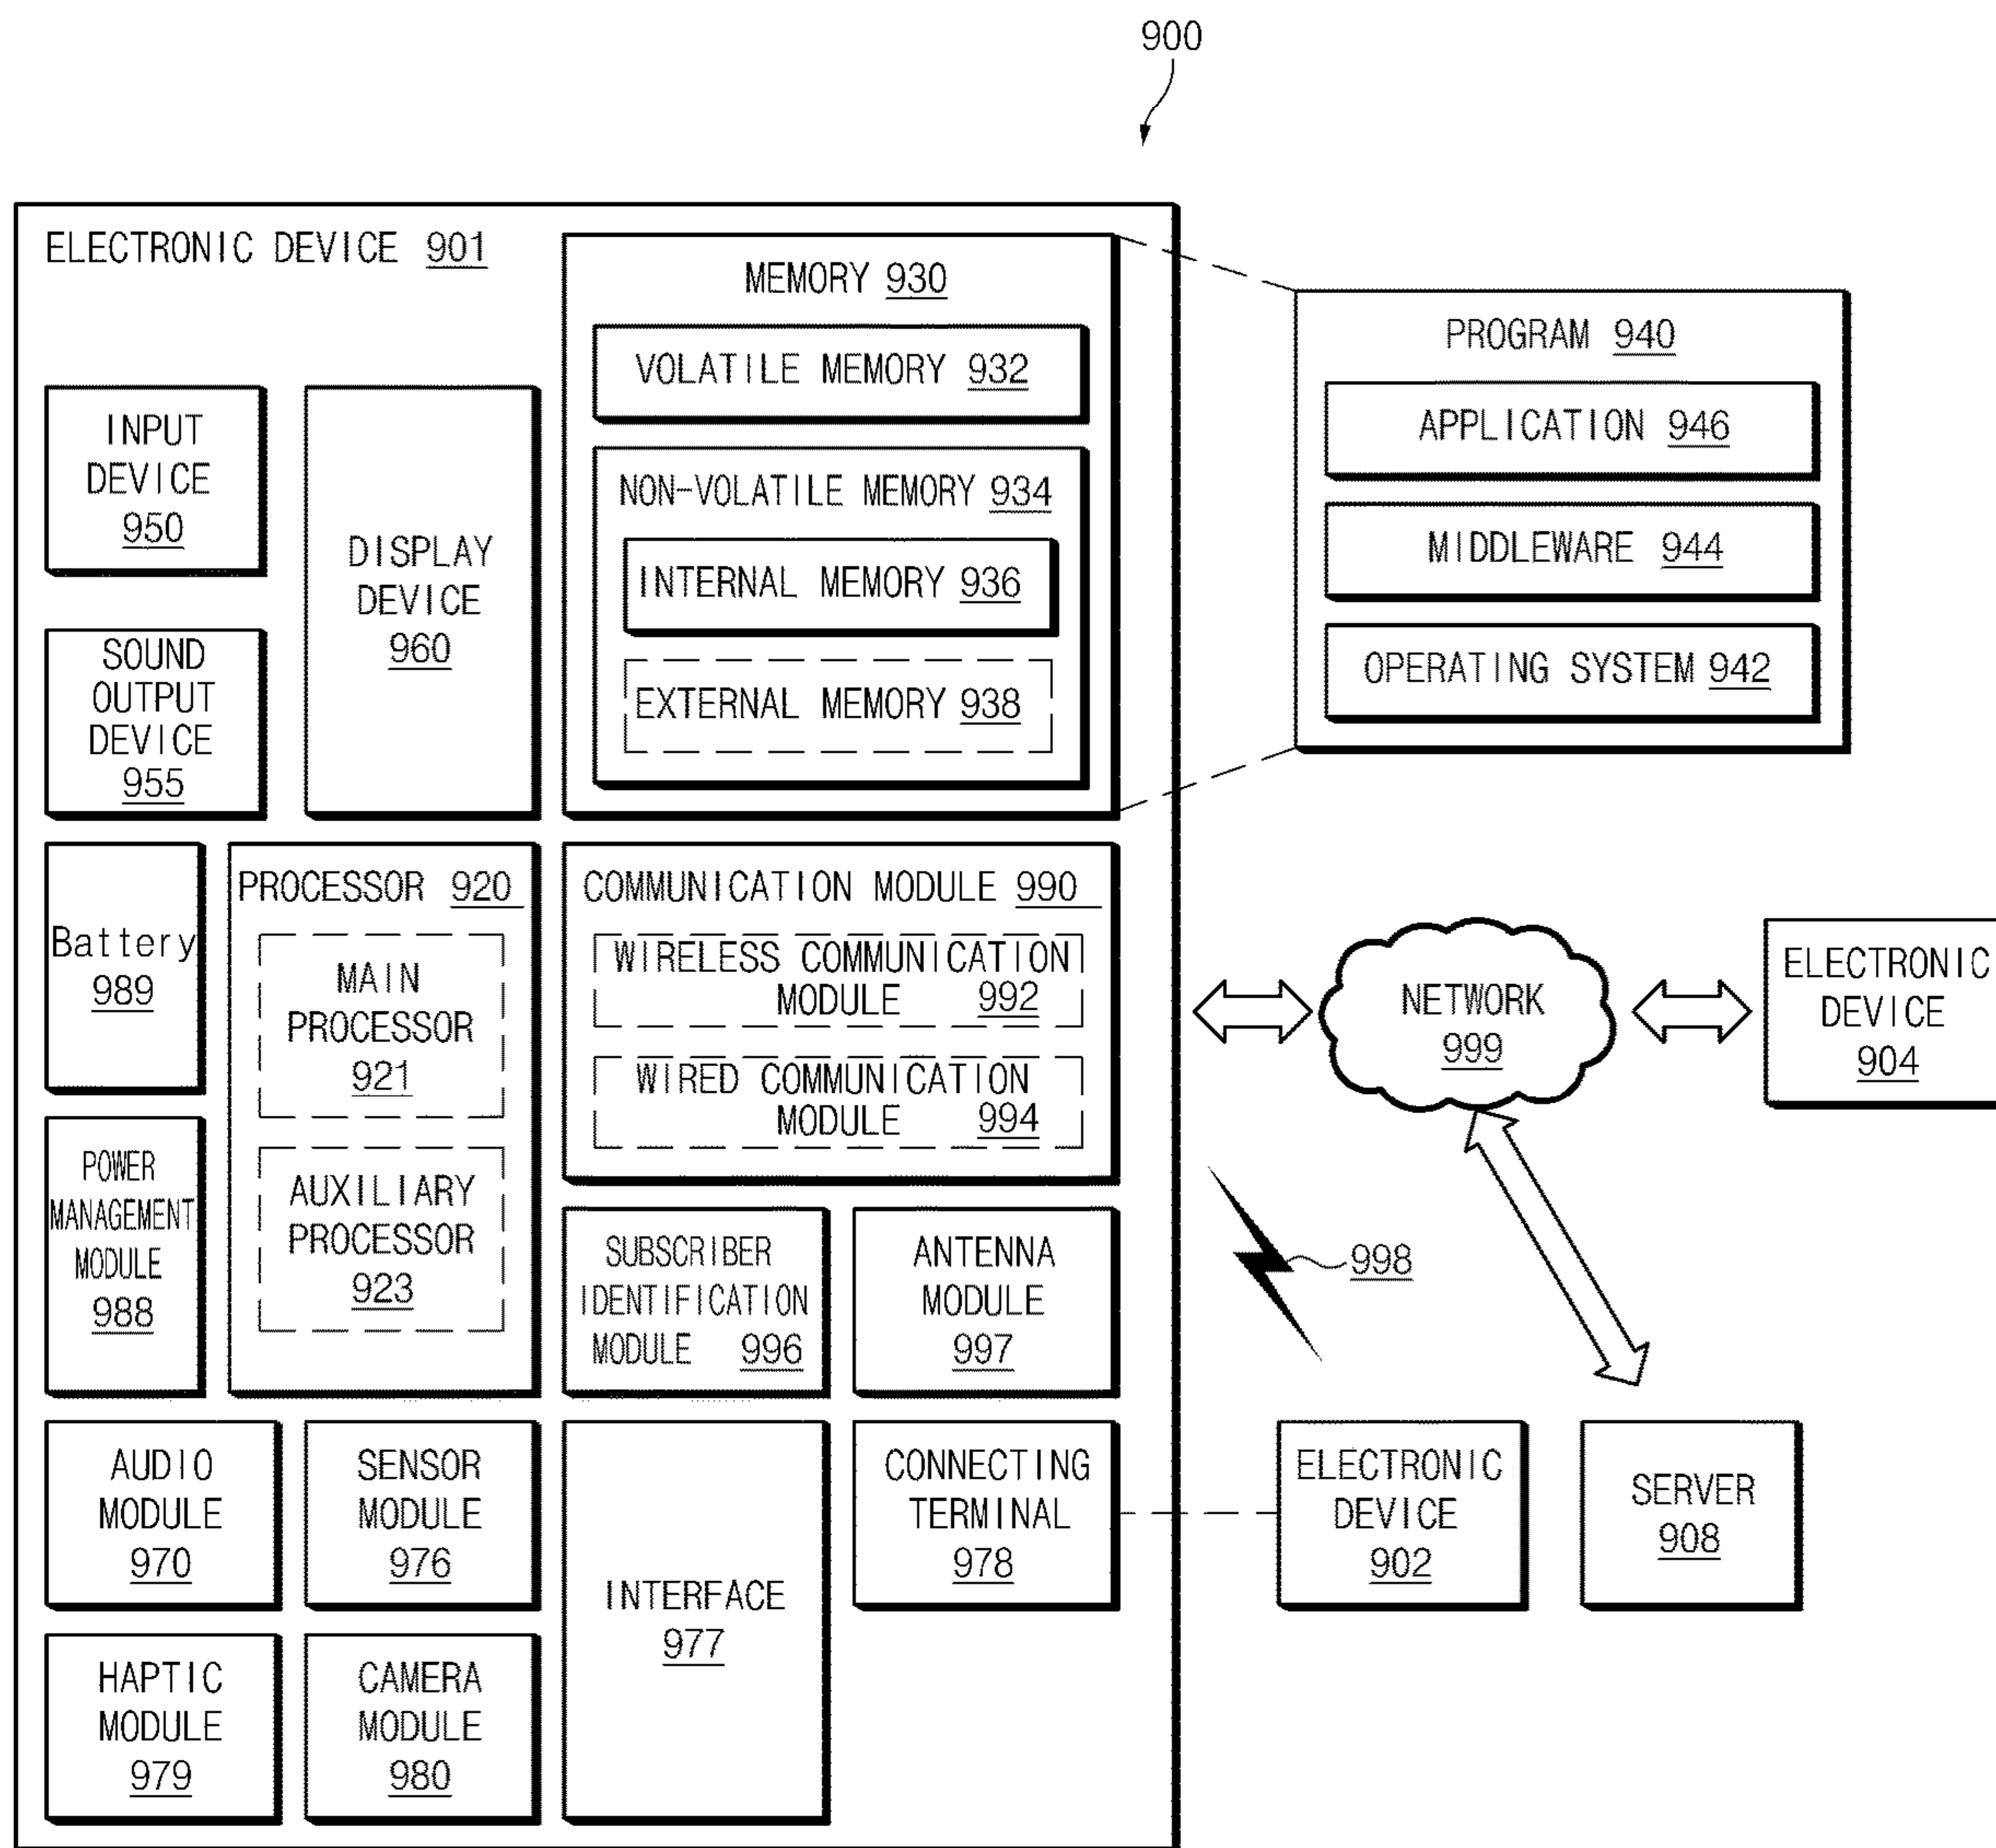 900
ELECTRONIC DEVICE 901
MEMORY 930
VOLATILE MEMORY 932
NON-VOLATILE MEMORY 934
INTERNAL MEMORY 936
EXTERNAL MEMORY 938
PROGRAM 940
APPLICATION 946
MIDDLEWARE 944
OPERATING SYSTEM 942
INPUT
DEVICE
950
SOUND
OUTPUT
DEVICE
955
DISPLAY
DEVICE
960
Battery
989
POWER
MANAGEMENT
MODULE
988
PROCESSOR 920
MAIN
PROCESSOR
921
AUXILIARY
PROCESSOR
923
COMMUNICATION MODULE 990
WIRELESS COMMUNICATION
MODULE 992
WIRED COMMUNICATION
MODULE 994
SUBSCRIBER
IDENTIFICATION
MODULE 996
ANTENNA
MODULE
997
NETWORK
999
ELECTRONIC
DEVICE
904
998
AUDIO
MODULE
970
SENSOR
MODULE
976
INTERFACE
977
CONNECTING
TERMINAL
978
ELECTRONIC
DEVICE
902
SERVER
908
HAPTIC
MODULE
979
CAMERA
MODULE
980